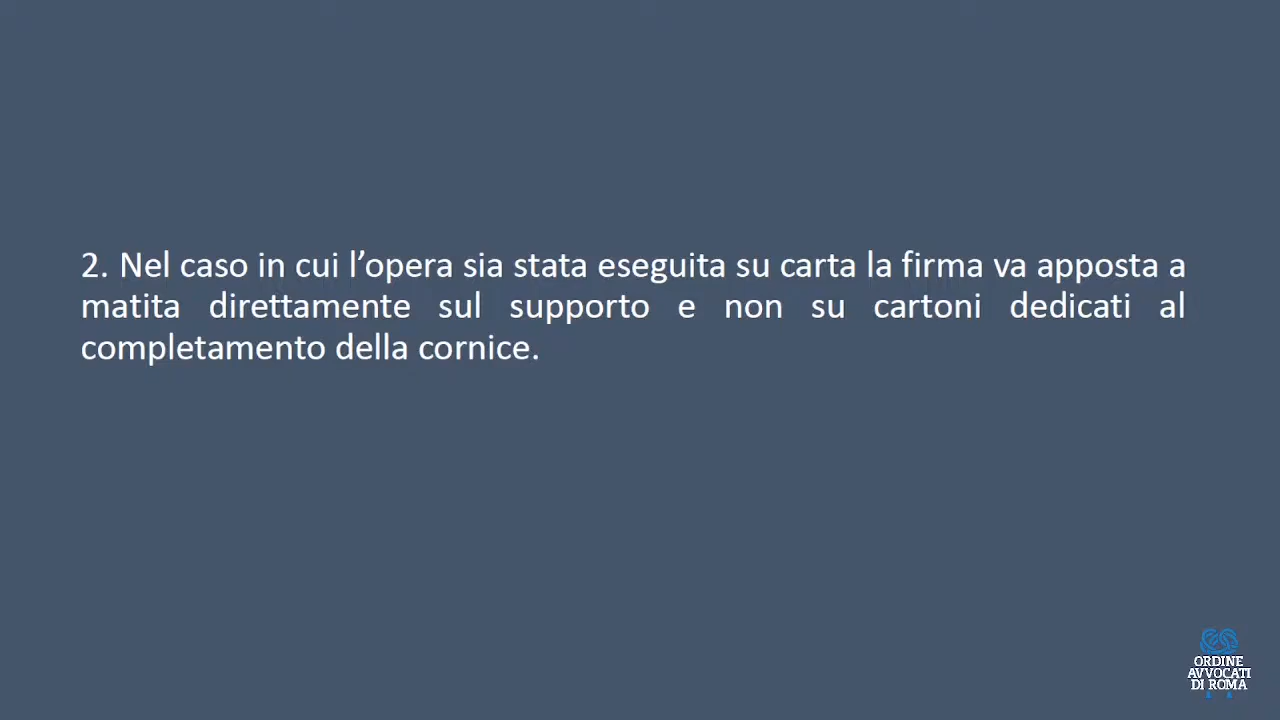 2. Nel caso in cui l’opera sia stata eseguita su carta la firma va apposta a
matita direttamente sul supporto e non su cartoni dedicati al
completamento della cornice.
ORDINE
AVVOCATI
DI ROMA